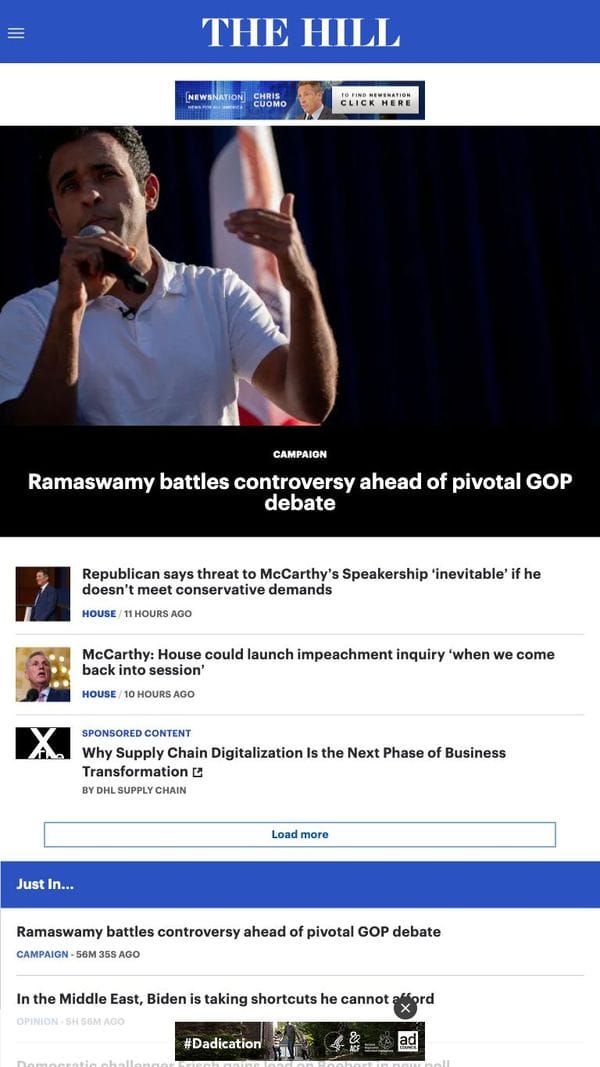 THE HILL
NEWSNATION
NEWS FOR ALL AMERICA
CHRIS
CUOMO
TO FIND NEWSNATION
CLICK HERE
CAMPAIGN
Ramaswamy battles controversy ahead of pivotal GOP
debate
Republican says threat to McCarthy's Speakership ‘inevitable’ if he
doesn't meet conservative demands
HOUSE / 11 HOURS AGO
McCarthy: House could launch impeachment inquiry ‘when we come
back into session’
HOUSE / 10 HOURS AGO
SPONSORED CONTENT
Why Supply Chain Digitalization Is the Next Phase of Business
Transformation
BY DHL SUPPLY CHAIN
Load more
Just In...
Ramaswamy battles controversy ahead of pivotal GOP debate
CAMPAIGN - 56M 35S AGO
In the Middle East, Biden is taking shortcuts he cannot afford
OPINION - 5H 56M AGO
#Dadication
ACF
ad
COUNCIL
Democratic challenger Frisch gains lead on Boebert in new poll